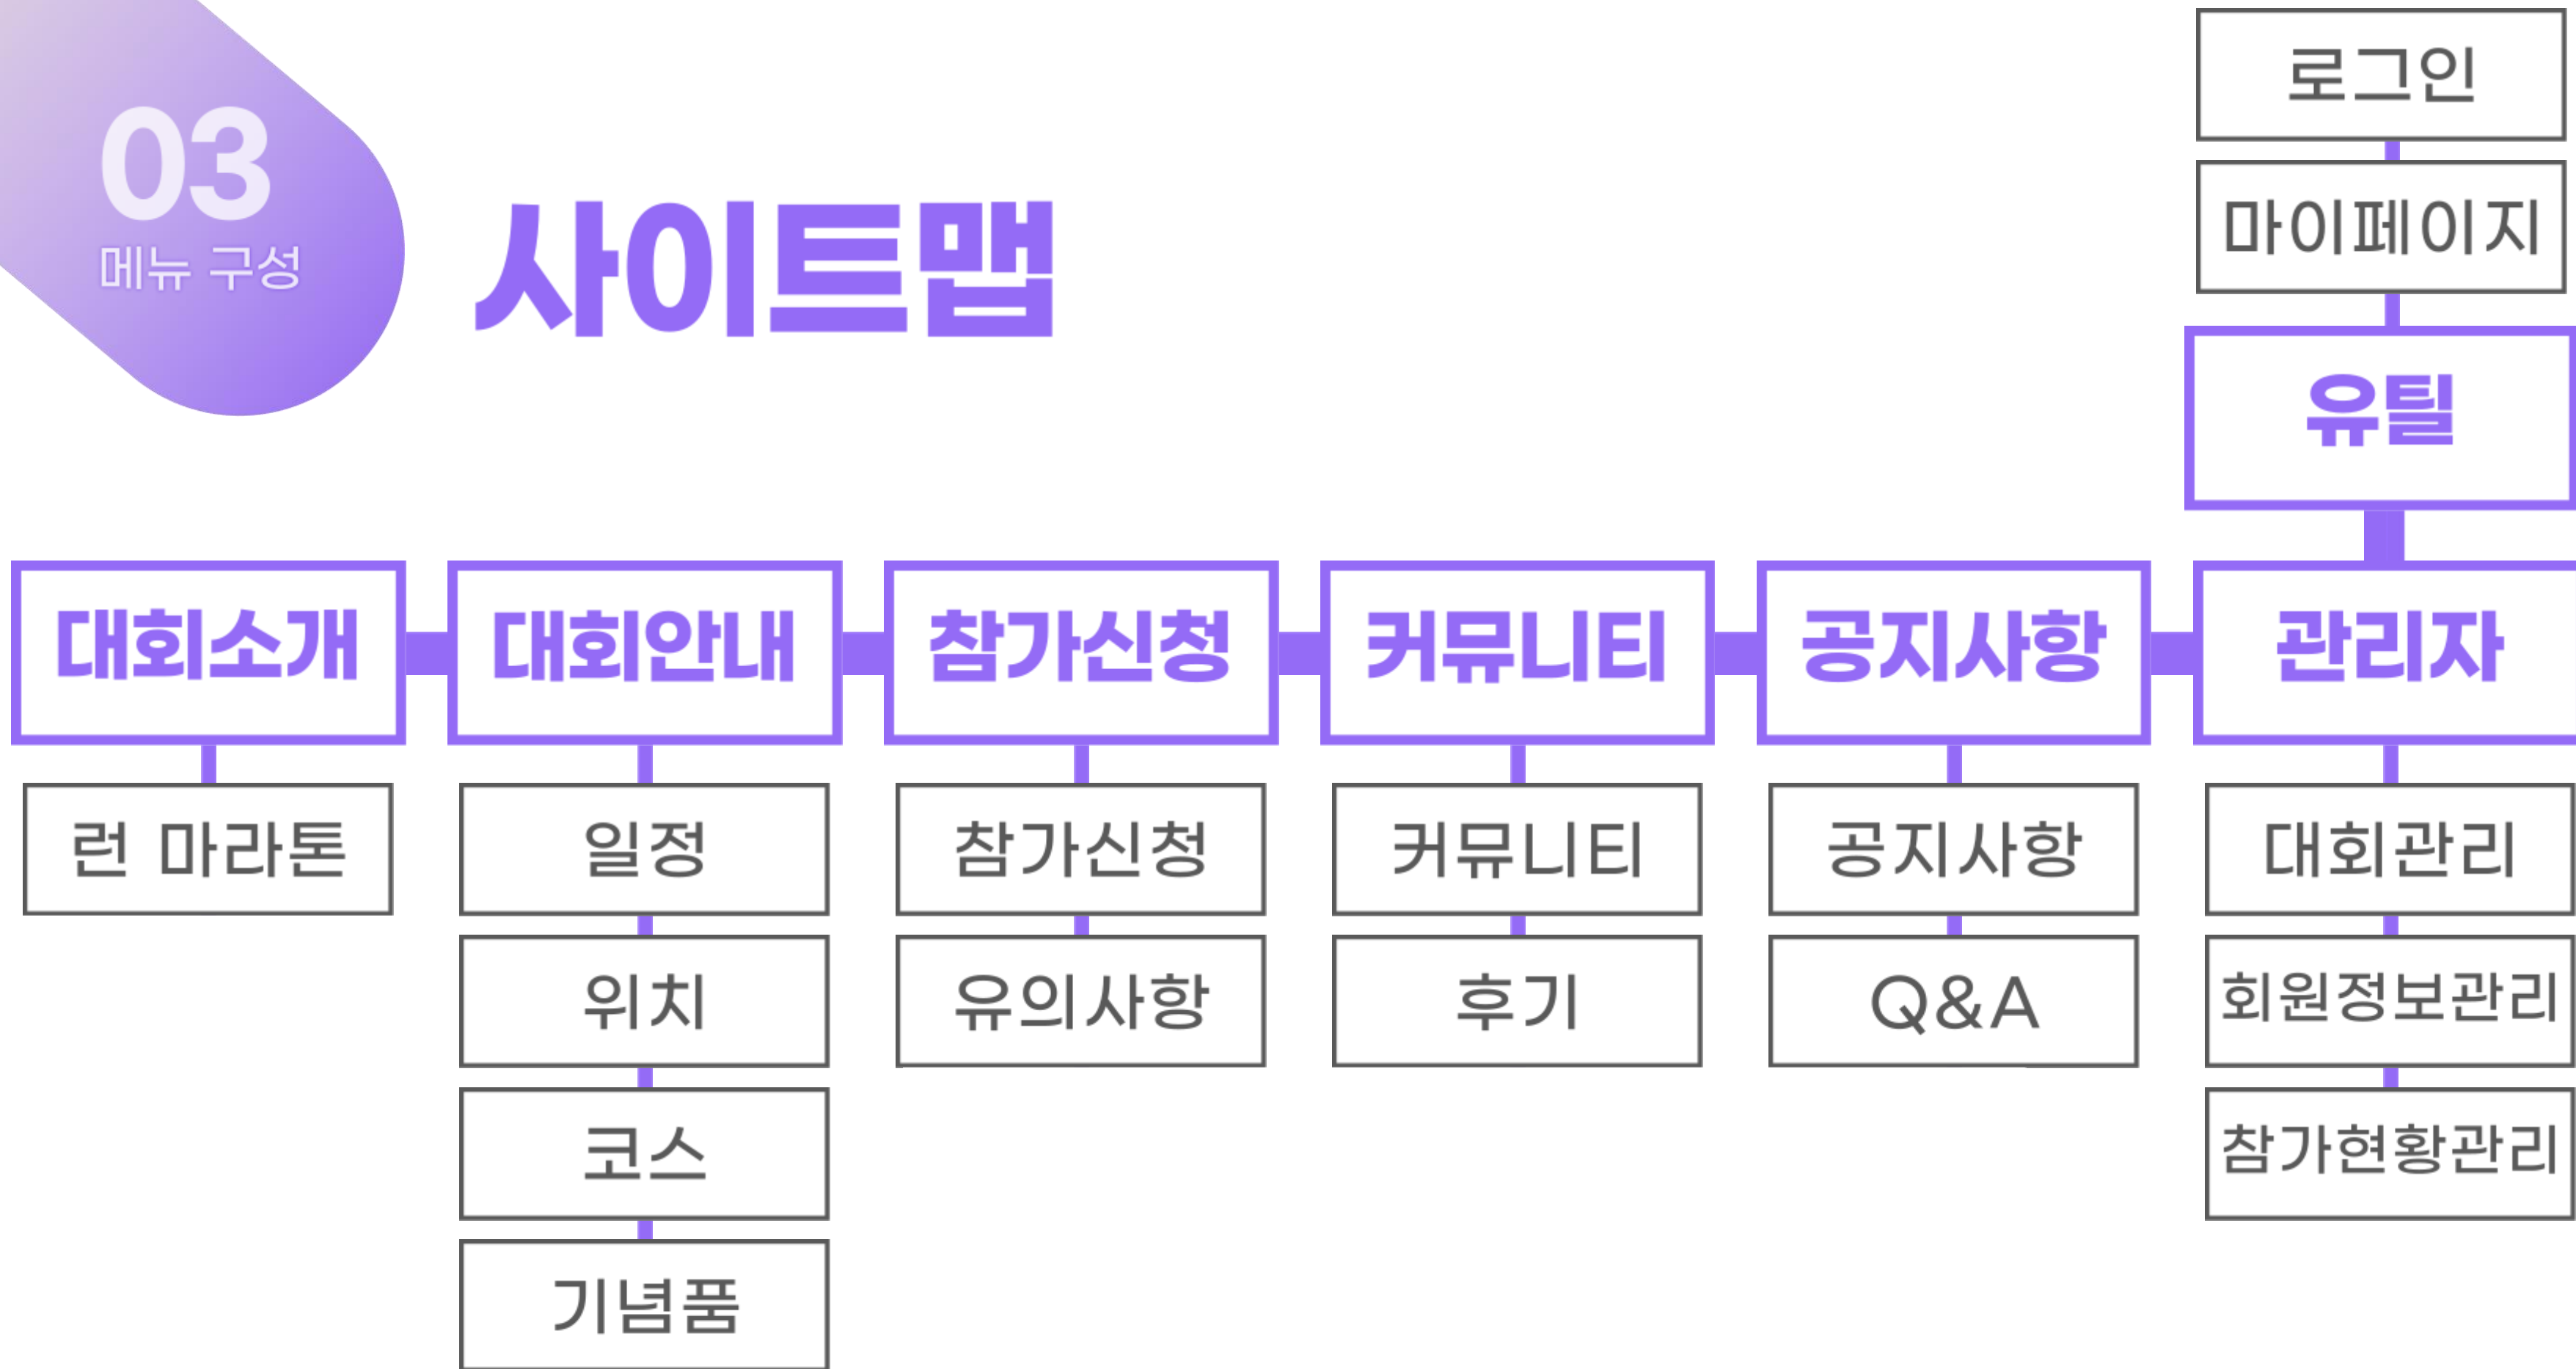 03
메뉴 구성
사이트맵
로그인
마이페이지
유틸
대회소개
대회안내
참가신청
커뮤니티
공지사항
관리자
런 마라톤
일정
참가신청
커뮤니티
공지사항
대회관리
위치
유의사항
후기
Q&A
회원정보관리
코스
참가현황관리
기념품